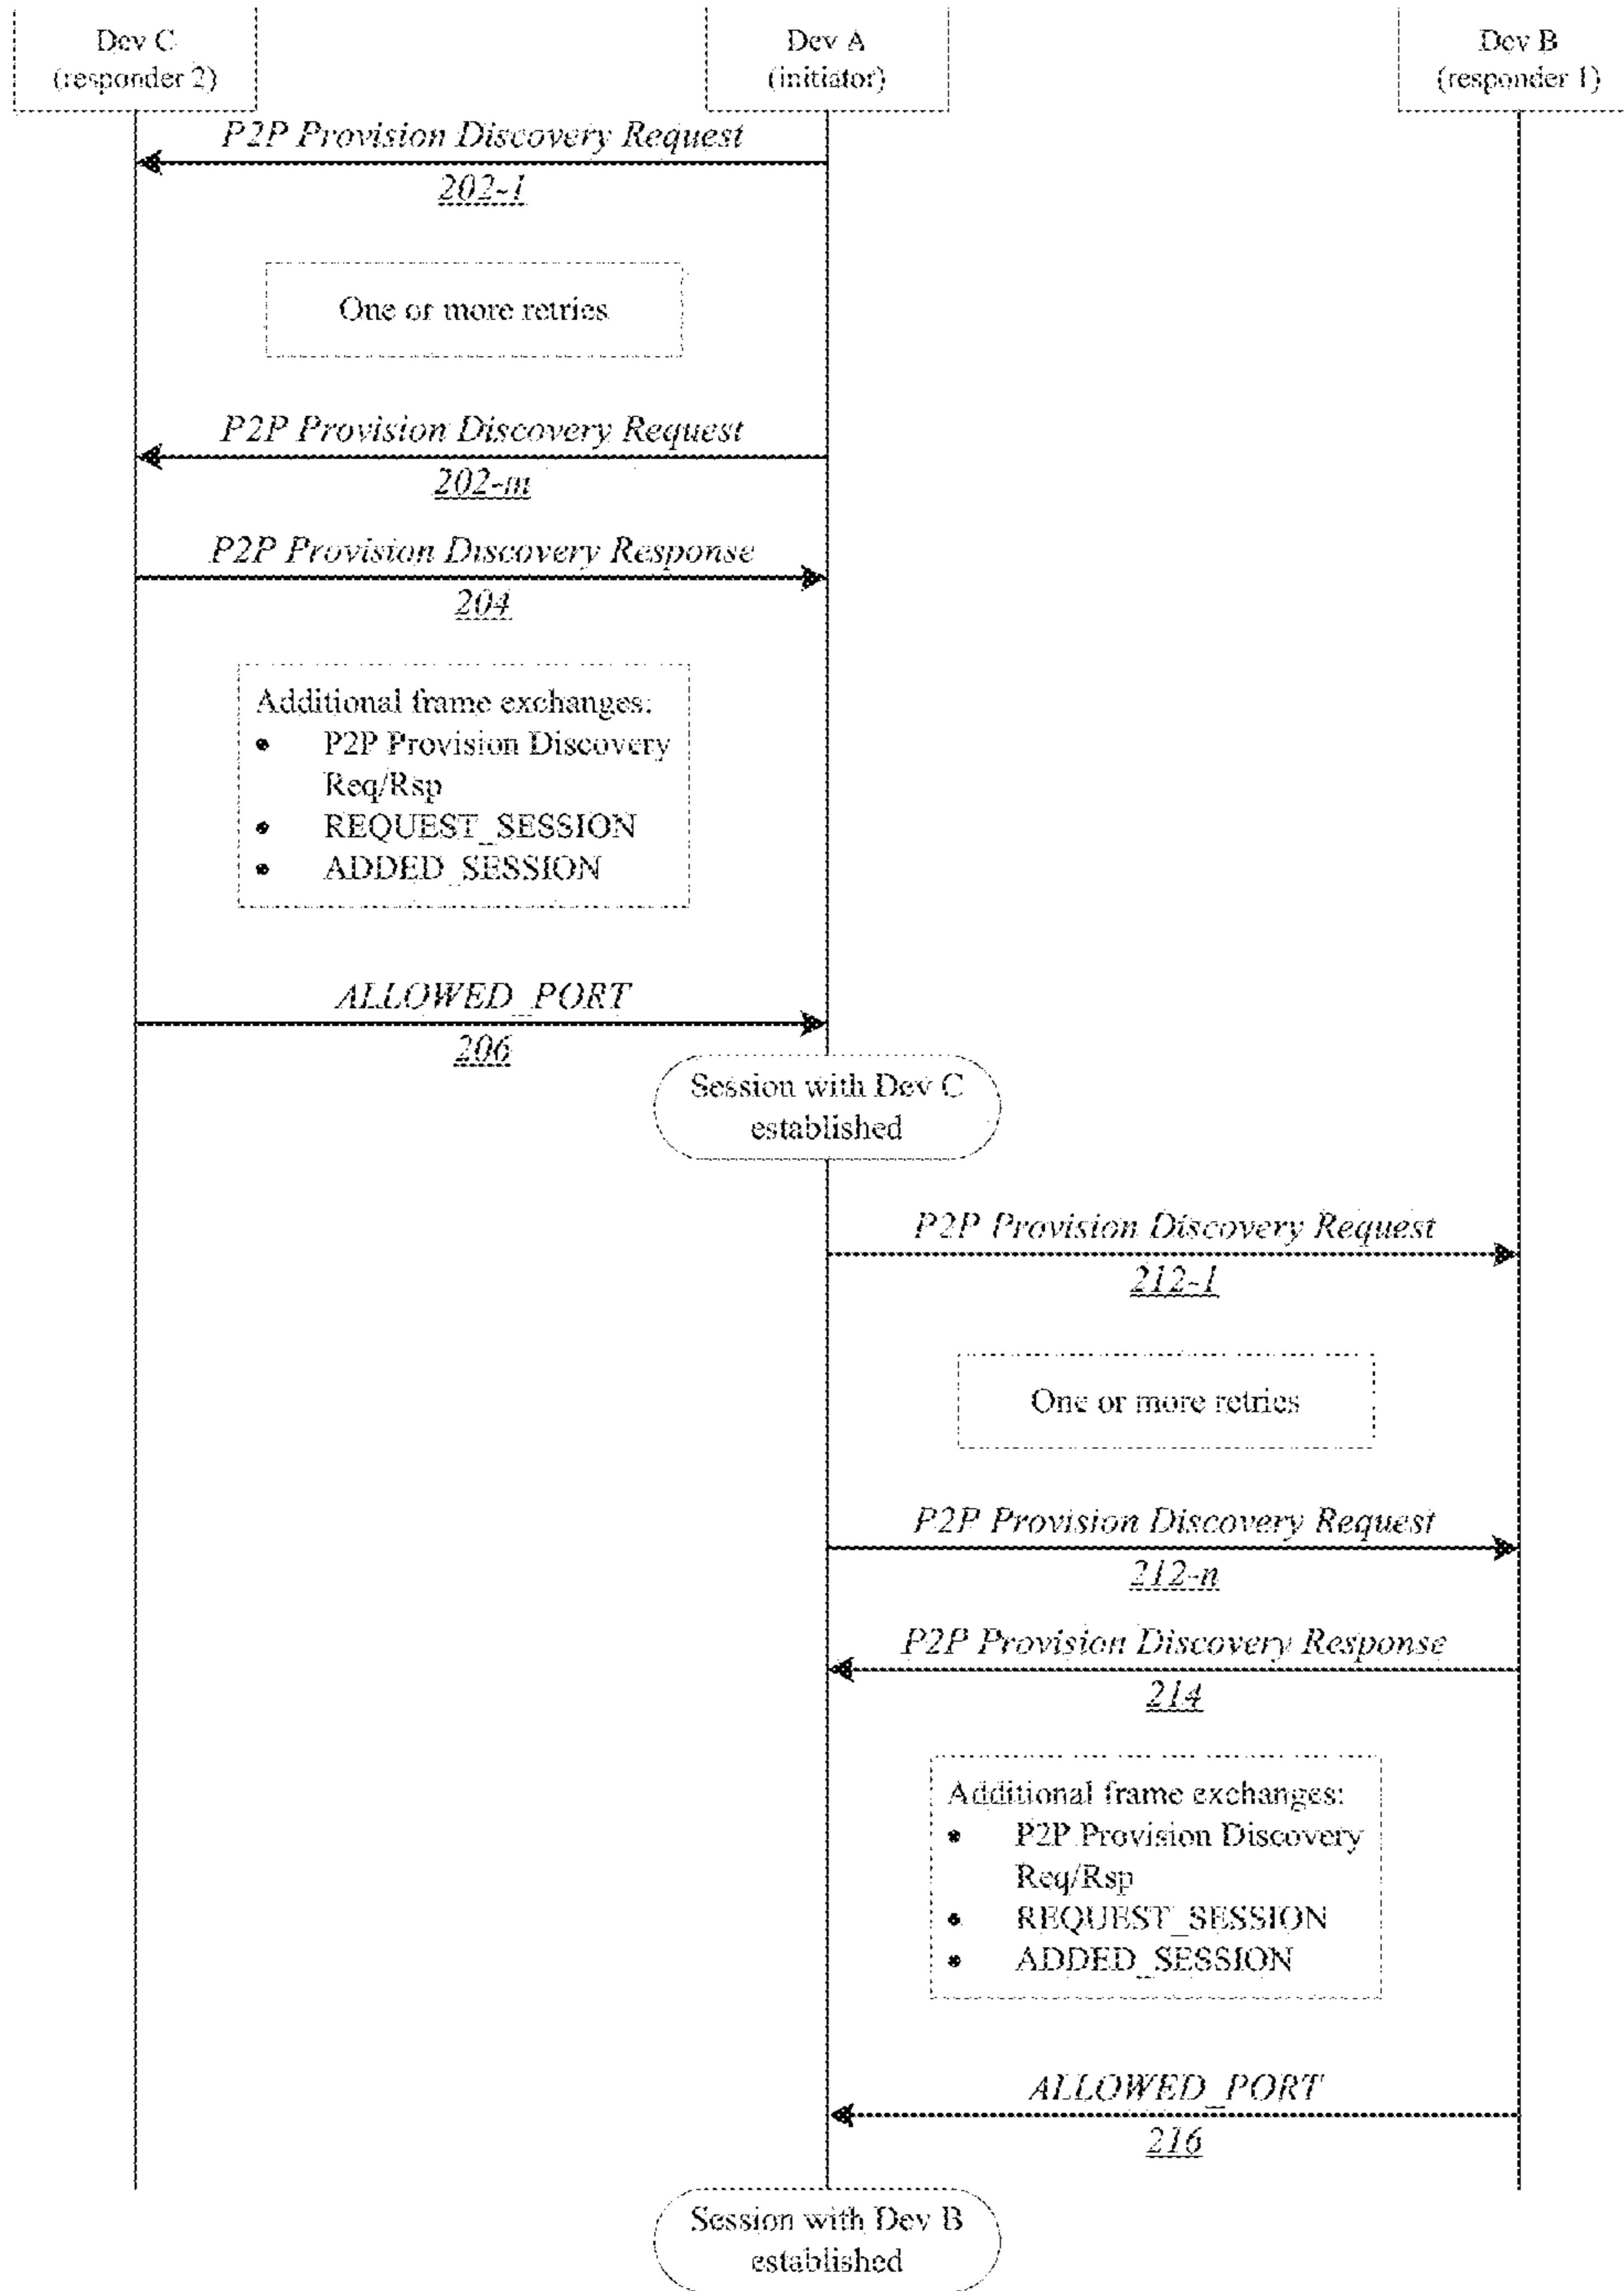 Dev C
(responder 2)
Dev A
(initiator)
Dev B
(responder 1)
P2P Provision Discovery Request
202-1
One or more retries
P2P Provision Discovery Request
202-m
P2P Provision Discovery Response
204
Additional frame exchanges:
• P2P Provision Discovery
Req/Rsp
• REQUEST_SESSION
• ADDED_SESSION
ALLOWED_PORT
206
Session with Dev C
established
P2P Provision Discovery Request
212-1
One or more retries
P2P Provision Discovery Request
212-n
P2P Provision Discovery Response
214
Additional frame exchanges:
• P2P Provision Discovery
Req/Rsp
• REQUEST_SESSION
• ADDED_SESSION
ALLOWED_PORT
216
Session with Dev B
established